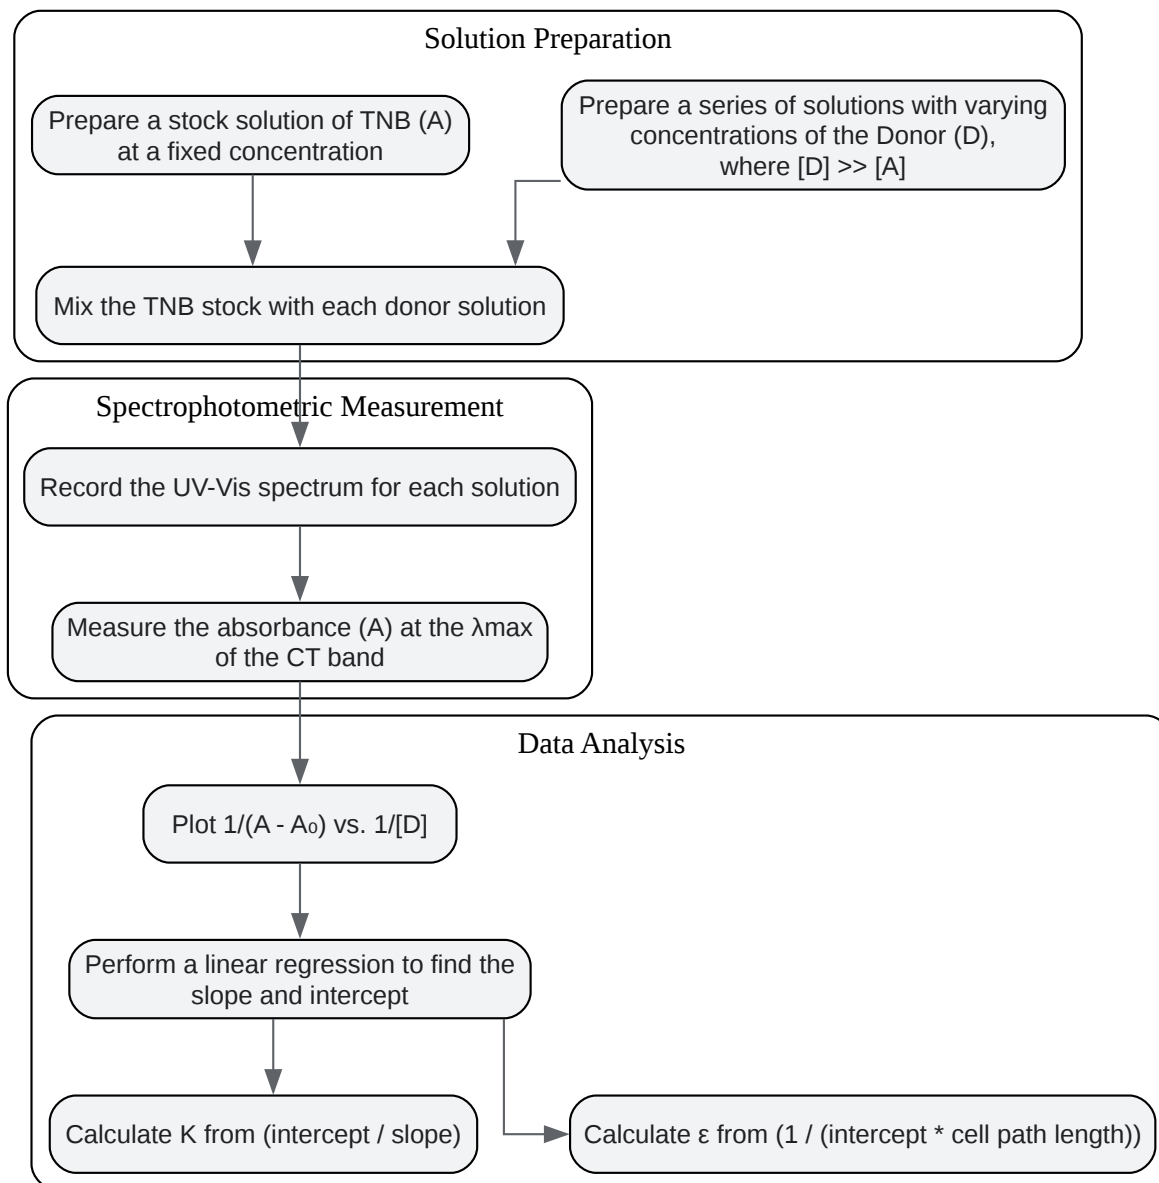 Solution Preparation
Prepare a stock solution of TNB (A)
at a fixed concentration
Prepare a series of solutions with varying
concentrations of the Donor (D),
where [D] >> [A]
Mix the TNB stock with each donor solution
Spectrophotometric Measurement
Record the UV-Vis spectrum for each solution
Measure the absorbance (A) at the λmax
of the CT band
Data Analysis
Plot 1/(A - A₀) vs. 1/[D]
Perform a linear regression to find the
slope and intercept
Calculate K from (intercept / slope)
Calculate ε from (1 / (intercept * cell path length))